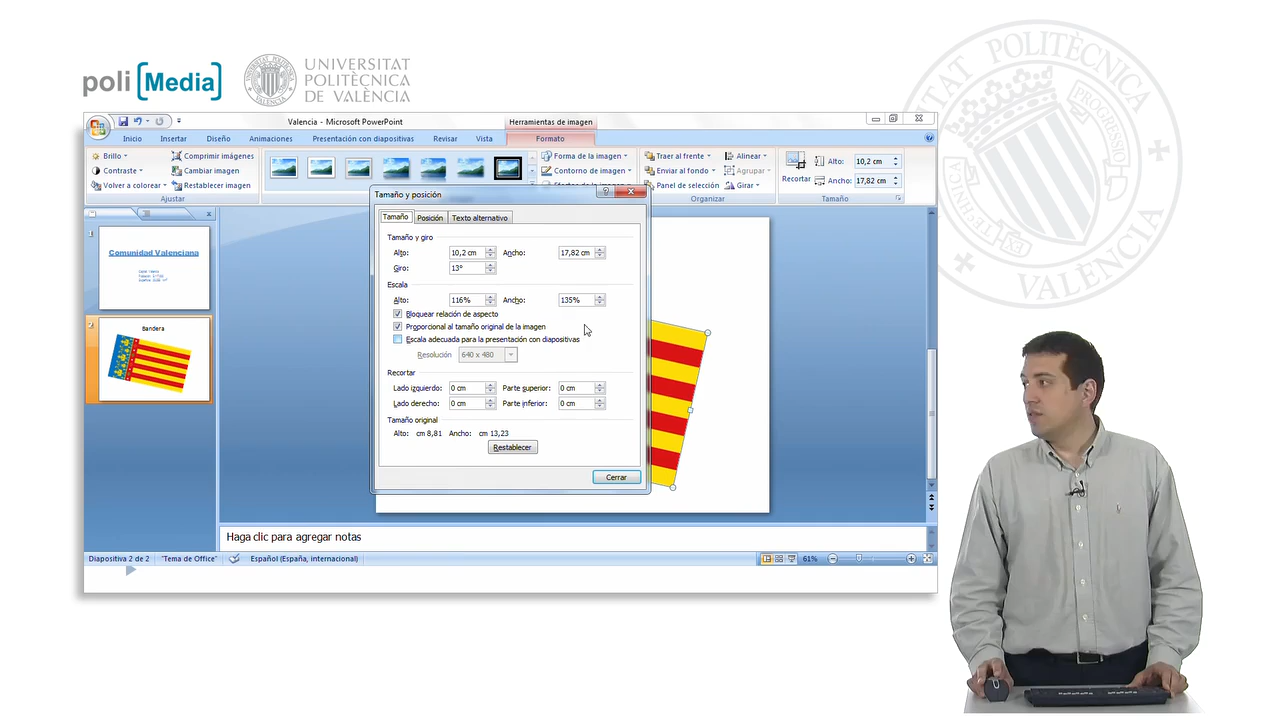 poli[Media]
UNIVERSITAT
POLITÈCNICA
DE VALÈNCIA
Valencia - Microsoft PowerPoint
Herramientas de imagen
Inicio Insertar Diseño Animaciones Presentación con diapositivas Revisar Vista Formato
Brillo Comprimir imágenes Forma de la imagen Traer al frente Alinear Alto: 10,2 cm
Contraste Cambiar imagen Contorno de imagen Enviar al fondo Agrupar
Volver a colorear Restablecer imagen Panel de selección Girar Recortar Ancho: 17,82 cm
Ajustar Organizar Tamaño
Tamaño y posición
Tamaño Posición Texto alternativo
Tamaño y giro
Alto: 10,2 cm Ancho: 17,82 cm
Giro: 13°
Escala
Alto: 116% Ancho: 135%
Bloquear relación de aspecto
Proporcional al tamaño original de la imagen
Escala adecuada para la presentación con diapositivas
Resolución 640 x 480
Recortar
Lado izquierdo: 0 cm Parte superior: 0 cm
Lado derecho: 0 cm Parte inferior: 0 cm
Tamaño original
Alto: cm 8,81 Ancho: cm 13,23
Restablecer
Cerrar
1
Comunidad Valenciana
2
Bandera
Haga clic para agregar notas
Diapositiva 2 de 2 "Tema de Office" Español (España, internacional) 61%
POLITÈCNICA
PROGRESSIO
VALÈNCIA